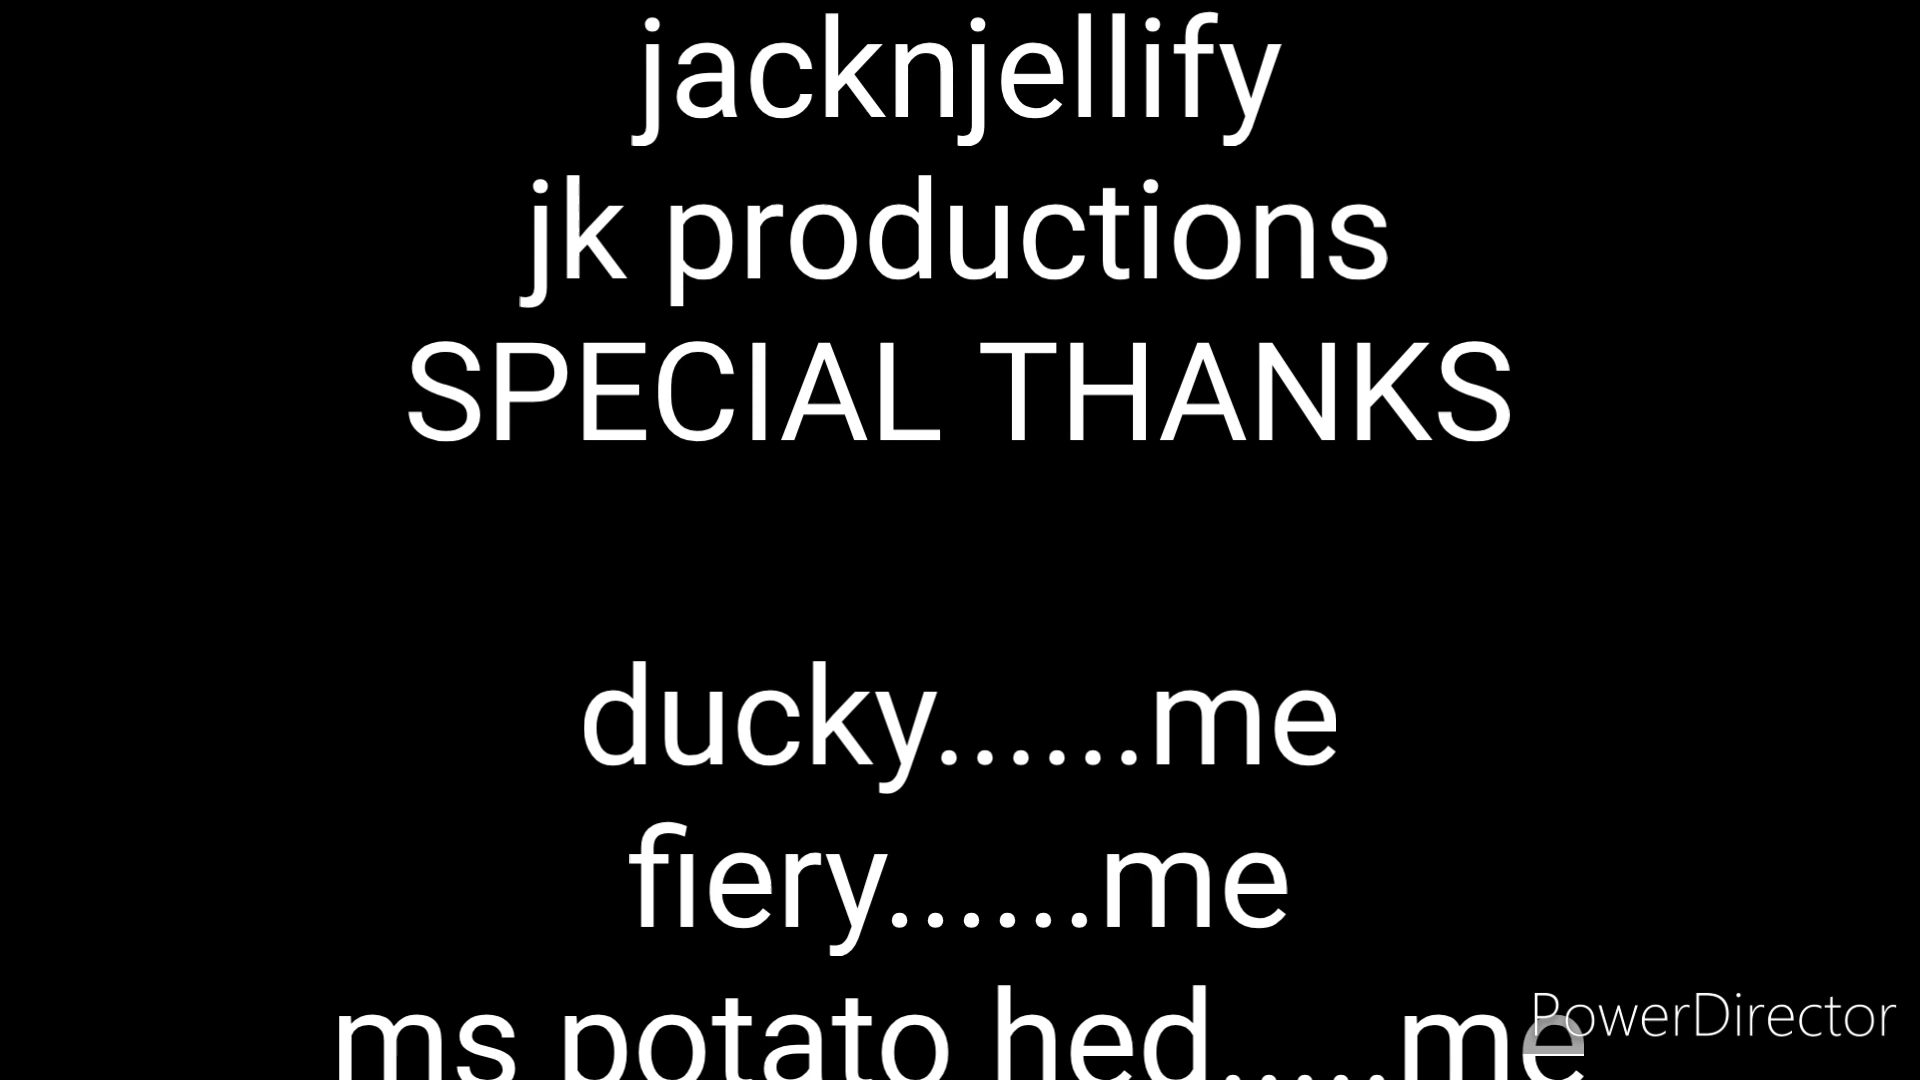 jacknjellify
jk productions
SPECIAL THANKS
ducky......me
fiery......me
ms potato hed.....me
PowerDirector